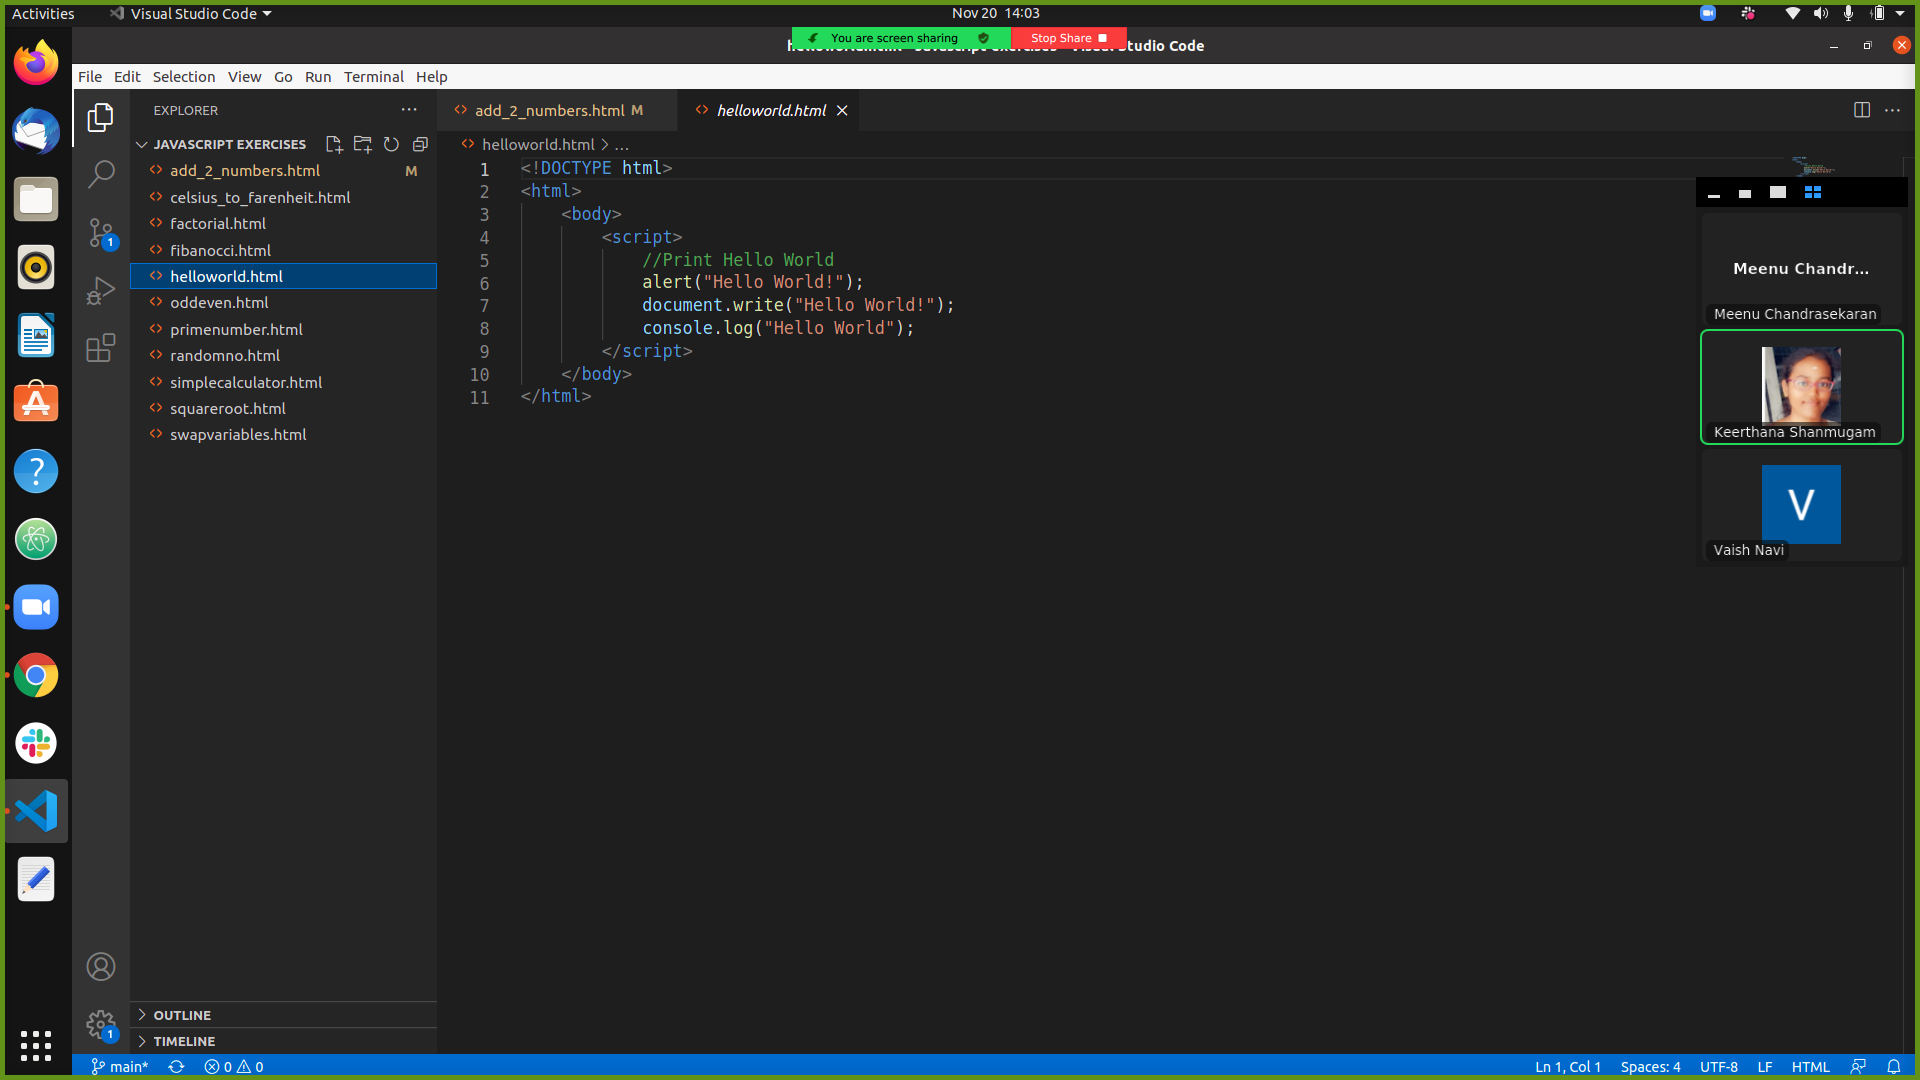 Activities
Visual Studio Code
Nov 20 14:03
You are screen sharing
Stop Share
Studio Code
File Edit Selection View Go Run Terminal Help
EXPLORER
JAVASCRIPT EXERCISES
add_2_numbers.html M
celsius_to_farenheit.html
factorial.html
fibanocci.html
helloworld.html
oddeven.html
primenumber.html
randomno.html
simplecalculator.html
squareroot.html
swapvariables.html
OUTLINE
TIMELINE
1
1
add_2_numbers.html M
helloworld.html
helloworld.html > ...
1 <!DOCTYPE html>
2 <html>
3 <body>
4 <script>
5 //Print Hello World
6 alert("Hello World!");
7 document.write("Hello World!");
8 console.log("Hello World");
9 </script>
10 </body>
11 </html>
Meenu Chandr...
Meenu Chandrasekaran
Keerthana Shanmugam
V
Vaish Navi
main* 0 0
Ln 1, Col 1 Spaces: 4 UTF-8 LF HTML